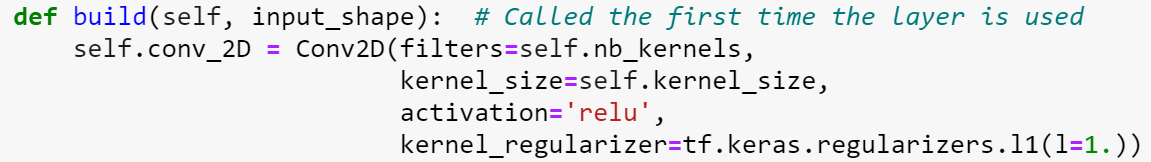 def build(self, input_shape):  # Called the first time the layer is used
    self.conv_2D = Conv2D(filters=self.nb_kernels,
                          kernel_size=self.kernel_size,
                          activation='relu',
                          kernel_regularizer=tf.keras.regularizers.l1(l=1.))